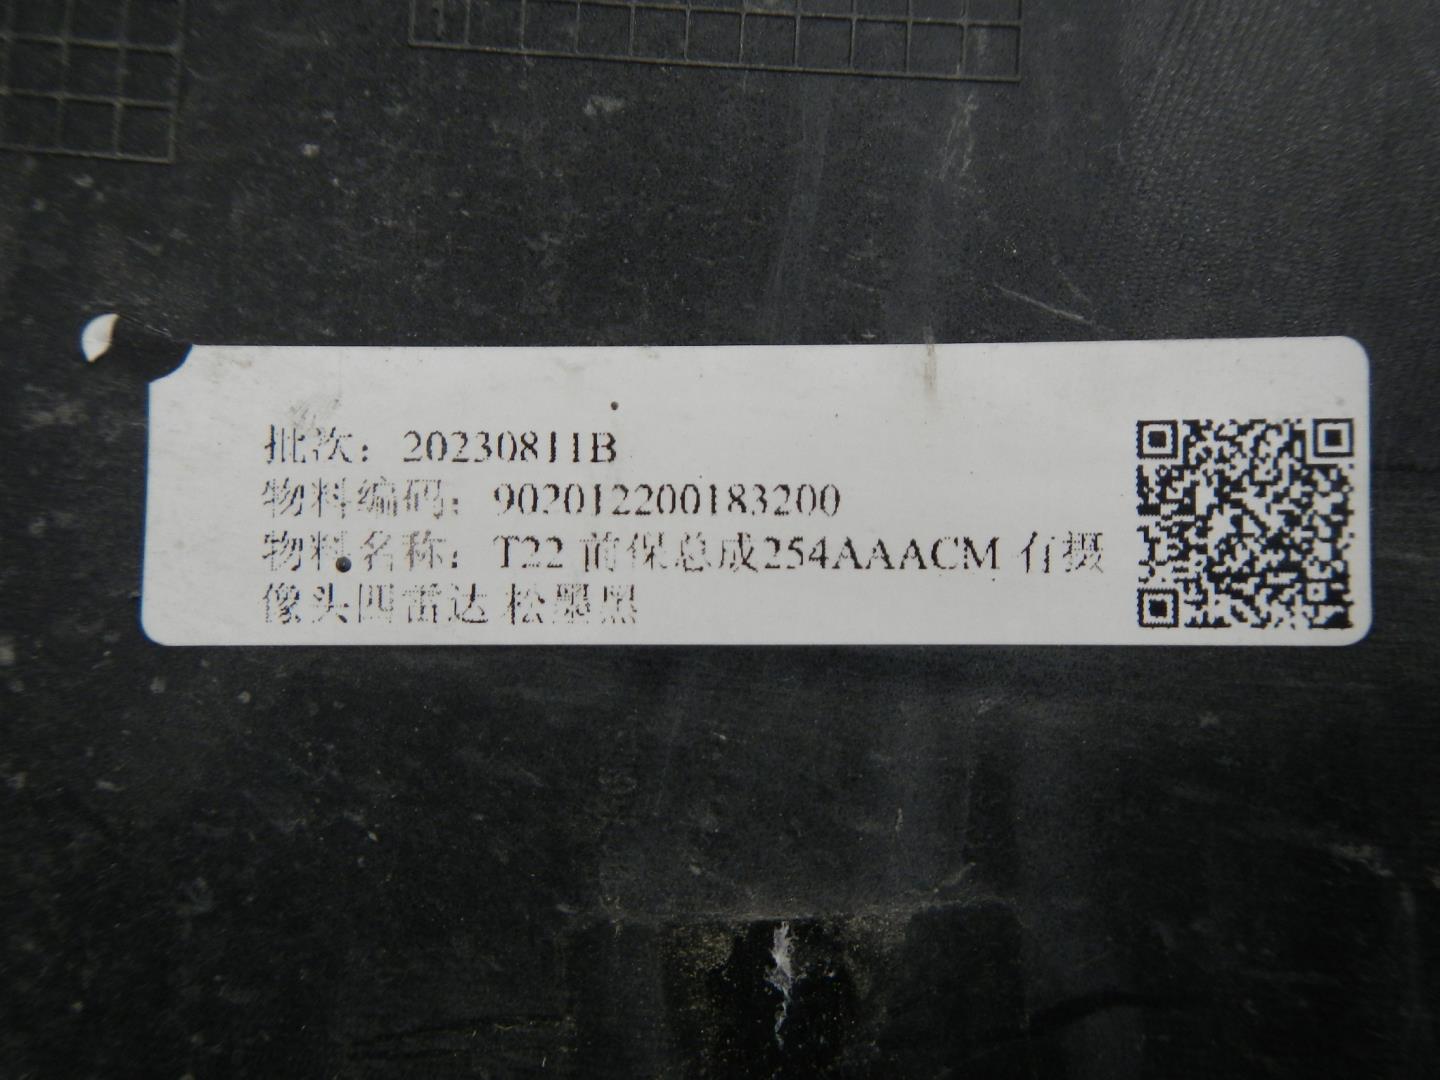 批次：20230811B
物料编码：902012200183200
物料名称：T22 前保总成254AAACM 有摄
像头四雷达 松墨黑